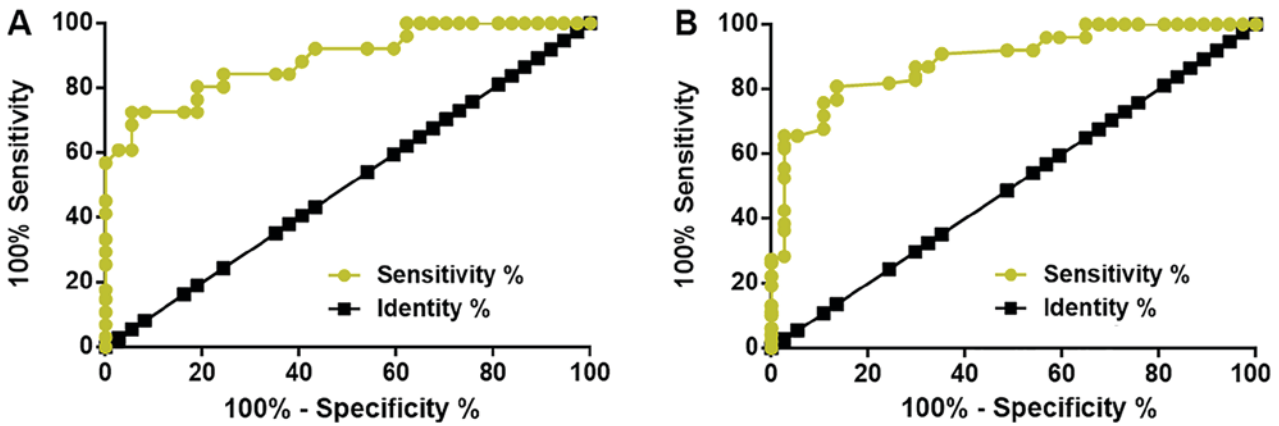 A
100% Sensitivity
100
80
60
40
20
0
Sensitivity %
Identity %
0 20 40 60 80 100
100% - Specificity %
B
100% Sensitivity
100
80
60
40
20
0
Sensitivity %
Identity %
0 20 40 60 80 100
100% - Specificity %